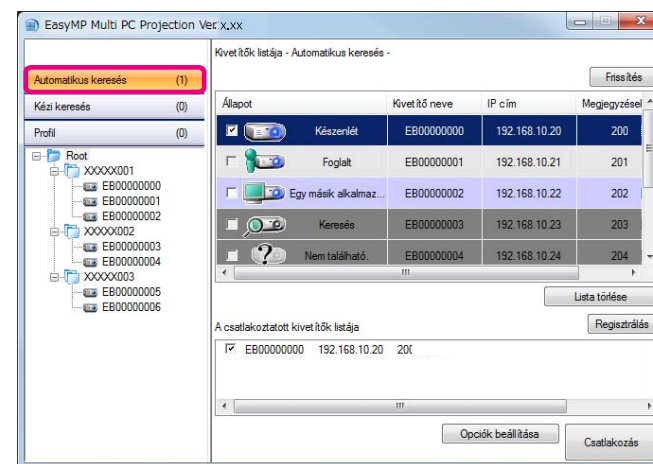 EasyMP Multi PC Projection Ver.x.xx
Kivetítők listája - Automatikus keresés -
Automatikus keresés (1)
Frissítés
Kézi keresés (0)
Állapot Kivetítő neve IP cím Megjegyzései
Profil (0)
Készenlét EB00000000 192.168.10.20 200
Root
XXXXX001
Foglalt EB00000001 192.168.10.21 201
EB00000000
EB00000001
Egy másik alkalmaz... EB00000002 192.168.10.22 202
EB00000002
XXXXX002
Keresés EB00000003 192.168.10.23 203
EB00000003
EB00000004
Nem található. EB00000004 192.168.10.24 204
XXXXX003
EB00000005
Lista törlése
EB00000006
A csatlakoztatott kivetítők listája
Regisztrálás
EB00000000 192.168.10.20 200
Opciók beállítása
Csatlakozás